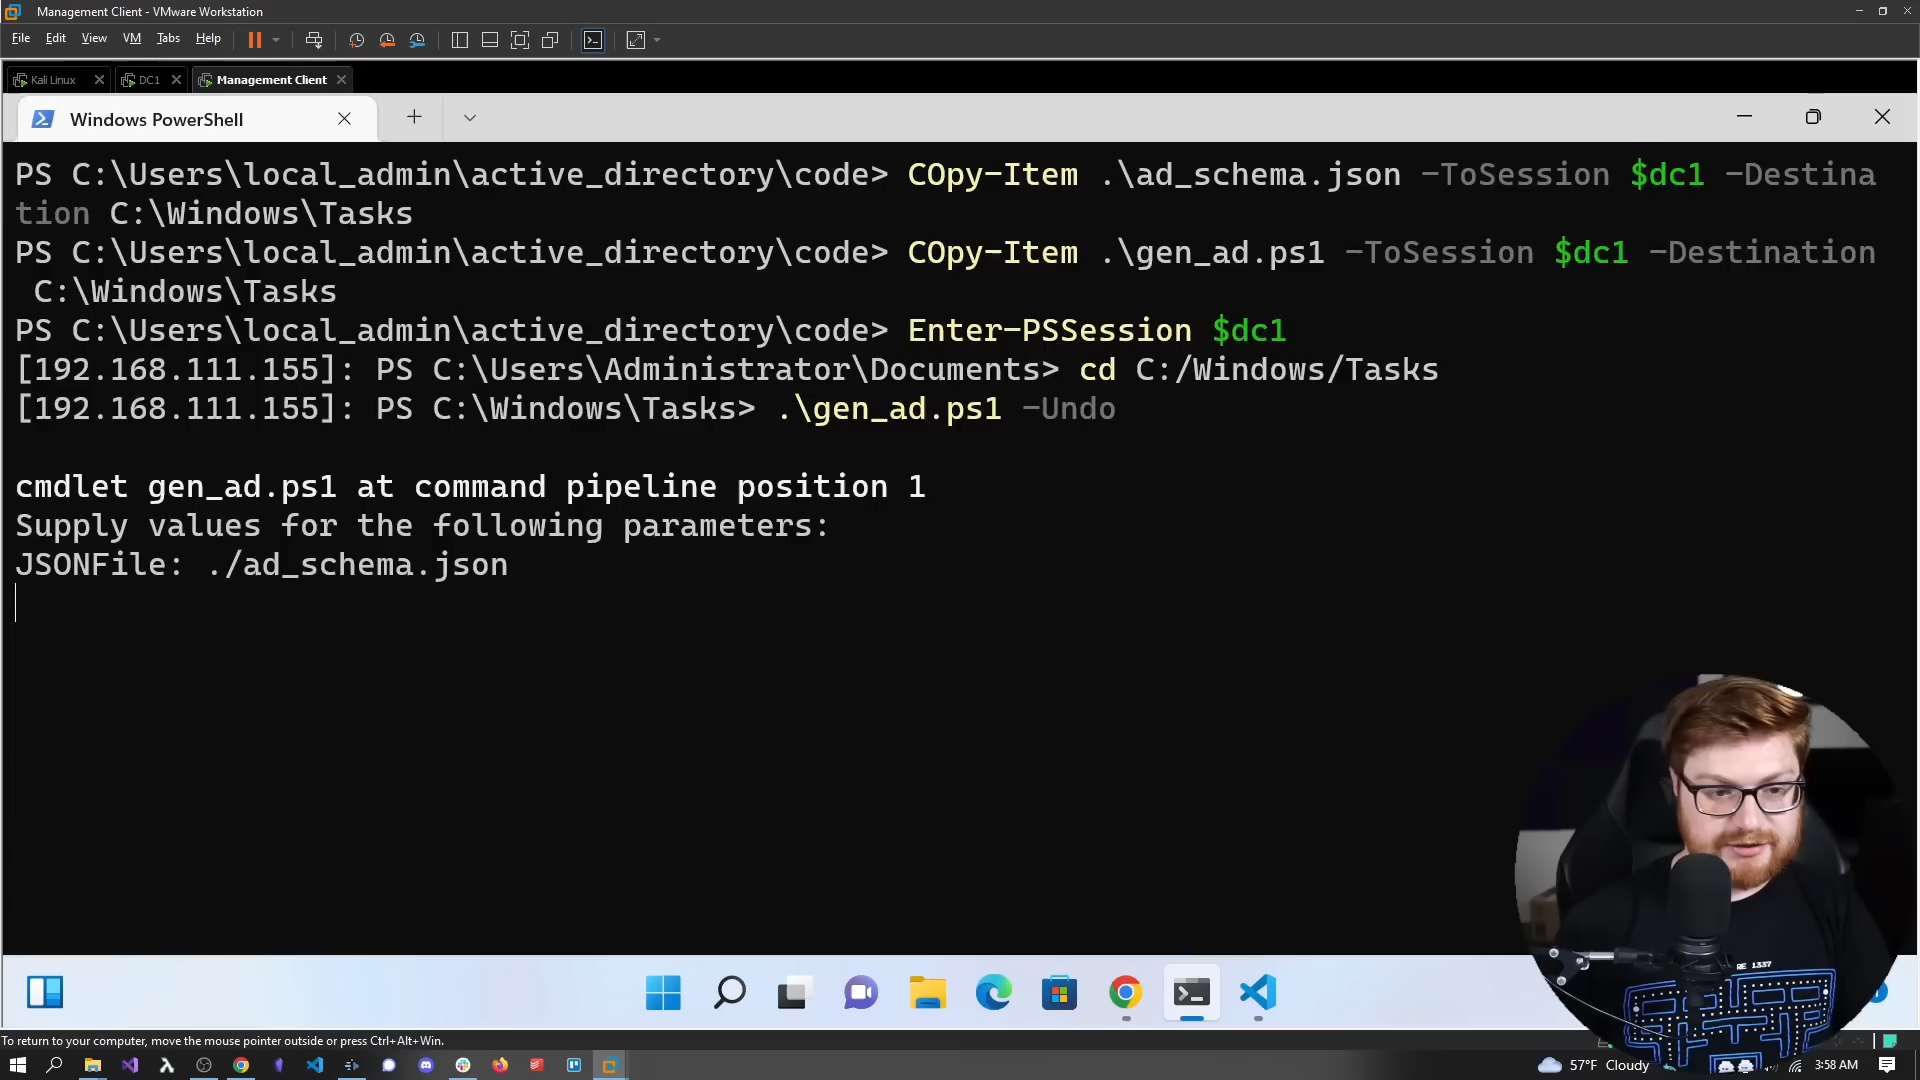 Management Client - VMware Workstation
File Edit View VM Tabs Help
Kali Linux DC1 Management Client
Windows PowerShell
PS C:\Users\local_admin\active_directory\code> COpy-Item .\ad_schema.json -ToSession $dc1 -Destina
tion C:\Windows\Tasks
PS C:\Users\local_admin\active_directory\code> COpy-Item .\gen_ad.ps1 -ToSession $dc1 -Destination
C:\Windows\Tasks
PS C:\Users\local_admin\active_directory\code> Enter-PSSession $dc1
[192.168.111.155]: PS C:\Users\Administrator\Documents> cd C:/Windows/Tasks
[192.168.111.155]: PS C:\Windows\Tasks> .\gen_ad.ps1 -Undo
cmdlet gen_ad.ps1 at command pipeline position 1
Supply values for the following parameters:
JSONFile: ./ad_schema.json
RE 1337
To return to your computer, move the mouse pointer outside or press Ctrl+Alt+Win.
57°F Cloudy
3:58 AM